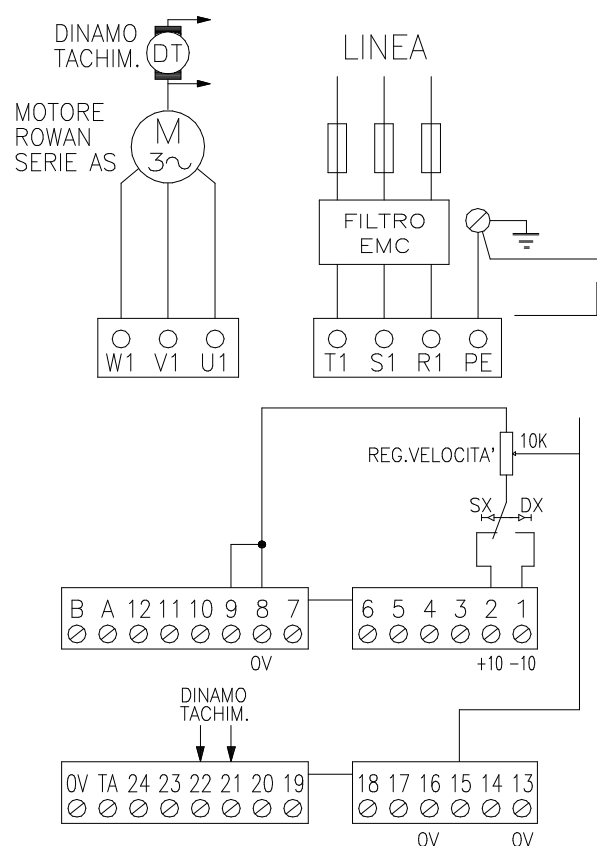 DINAMO
TACHIM.
DT
LINEA
MOTORE
ROWAN
SERIE AS
M
3~
FILTRO
EMC
W1 V1 U1
T1 S1 R1 PE
REG.VELOCITA'
10K
SX DX
B A 12 11 10 9 8 7
6 5 4 3 2 1
0V
+10 -10
DINAMO
TACHIM.
0V TA 24 23 22 21 20 19
18 17 16 15 14 13
0V 0V